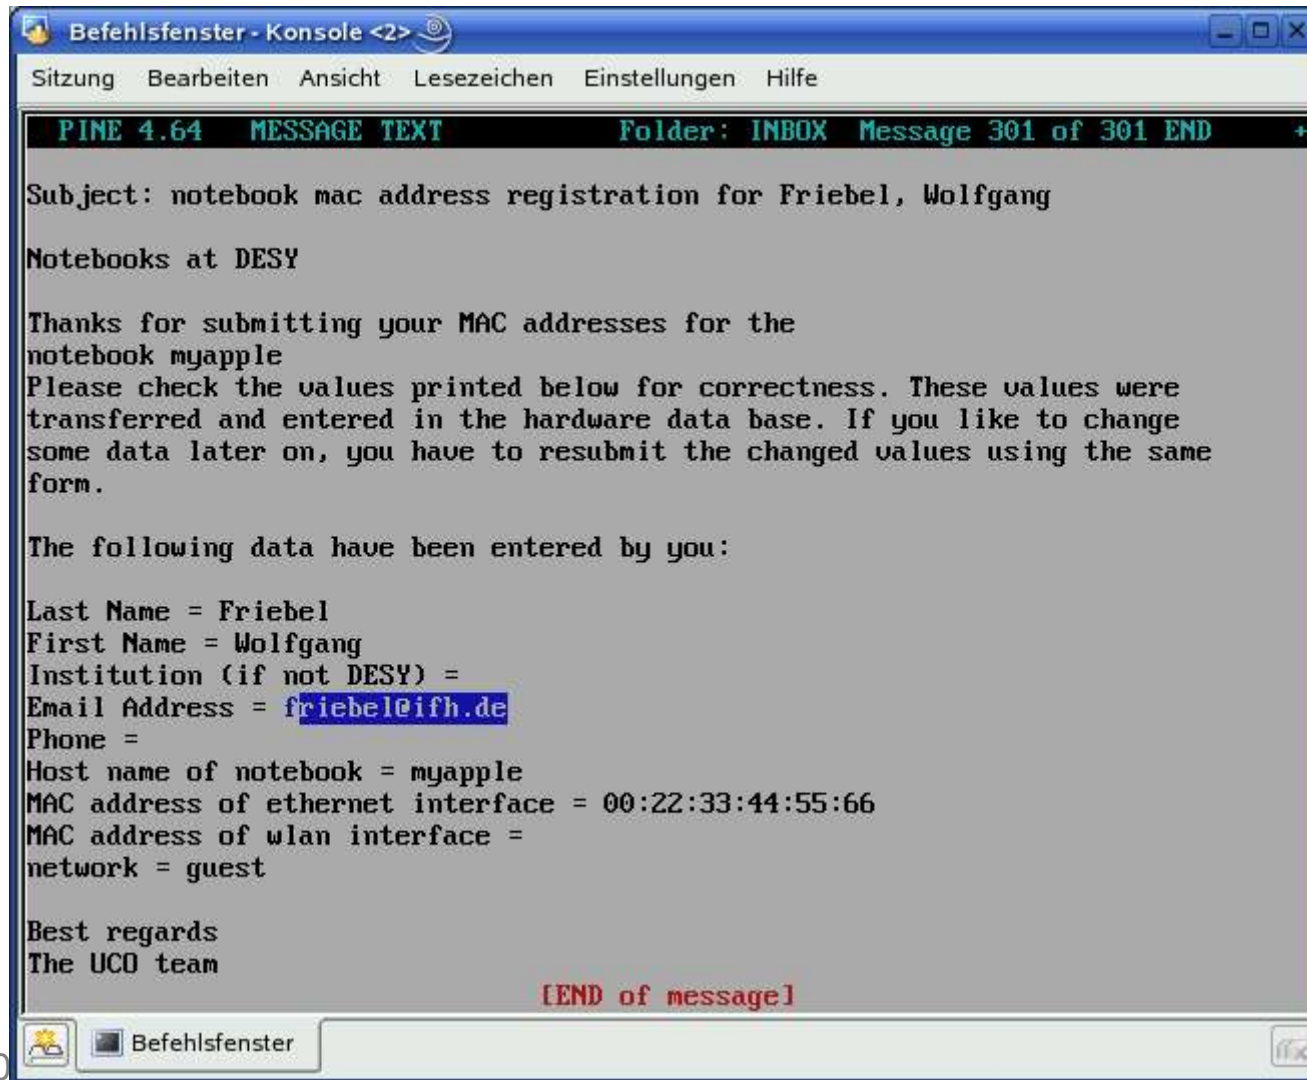 Befehlsfenster - Konsole <2>
Sitzung Bearbeiten Ansicht Lesezeichen Einstellungen Hilfe
PINE 4.64 MESSAGE TEXT Folder: INBOX Message 301 of 301 END +
Subject: notebook mac address registration for Friebel, Wolfgang
Notebooks at DESY
Thanks for submitting your MAC addresses for the
notebook myapple
Please check the values printed below for correctness. These values were
transferred and entered in the hardware data base. If you like to change
some data later on, you have to resubmit the changed values using the same
form.
The following data have been entered by you:
Last Name = Friebel
First Name = Wolfgang
Institution (if not DESY) =
Email Address = friebel@ifh.de
Phone =
Host name of notebook = myapple
MAC address of ethernet interface = 00:22:33:44:55:66
MAC address of wlan interface =
network = guest
Best regards
The UCO team
[END of message]
Befehlsfenster